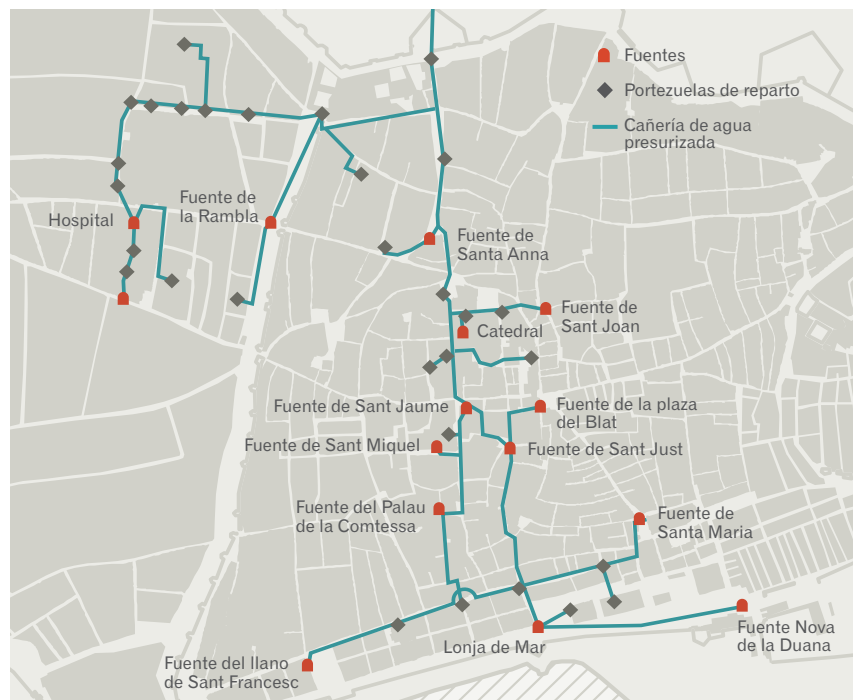 Fuentes
Portezuelas de reparto
Cañería de agua
presurizada
Hospital
Fuente de
la Rambla
Fuente de
Santa Anna
Fuente de
Sant Joan
Catedral
Fuente de Sant Jaume
Fuente de la plaza
del Blat
Fuente de Sant Miquel
Fuente de Sant Just
Fuente del Palau
de la Comtessa
Fuente de
Santa Maria
Lonja de Mar
Fuente Nova
de la Duana
Fuente del llano
de Sant Francesc